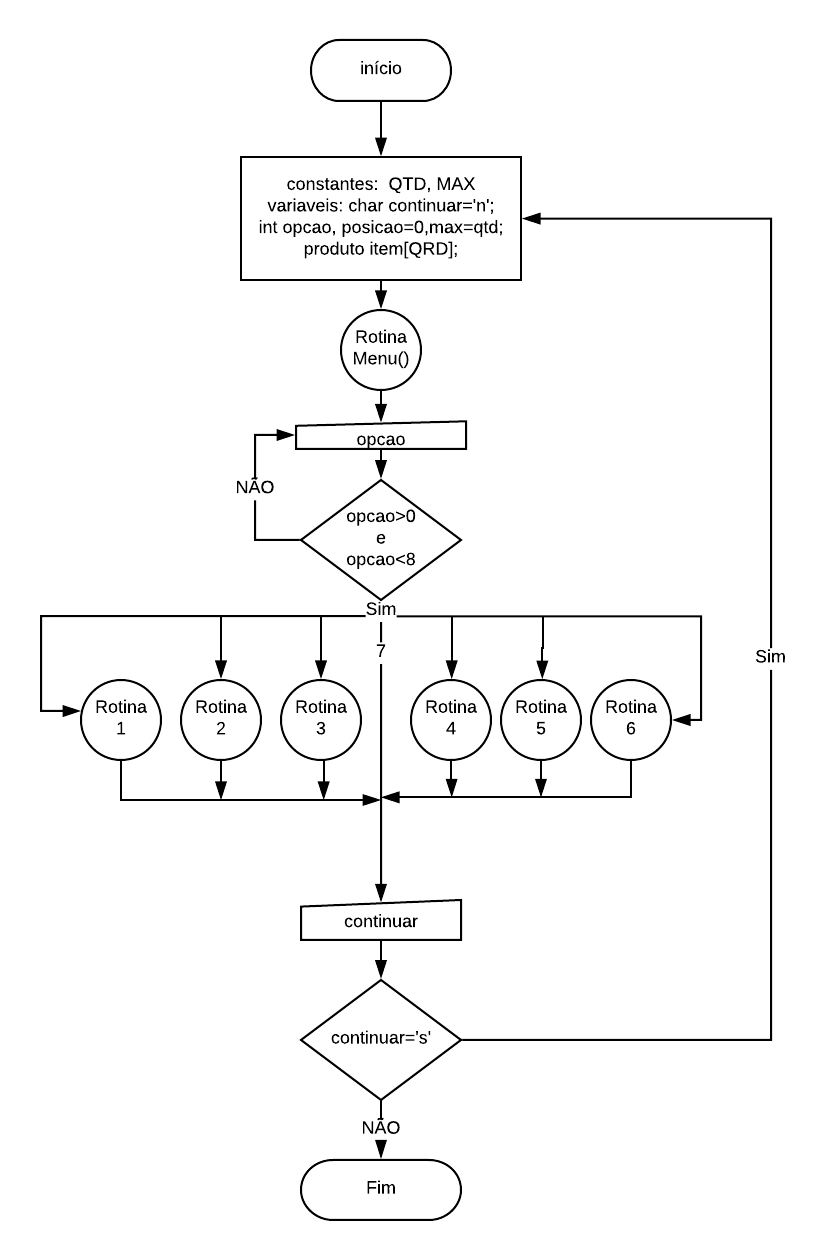 início
constantes:  QTD, MAX
variaveis: char continuar='n';
int opcao, posicao=0,max=qtd;
produto item[QRD];
Rotina
Menu()
opcao
NÃO
opcao>0
e
opcao<8
Sim
7
Sim
Rotina
1
Rotina
2
Rotina
3
Rotina
4
Rotina
5
Rotina
6
continuar
continuar='s'
NÃO
Fim